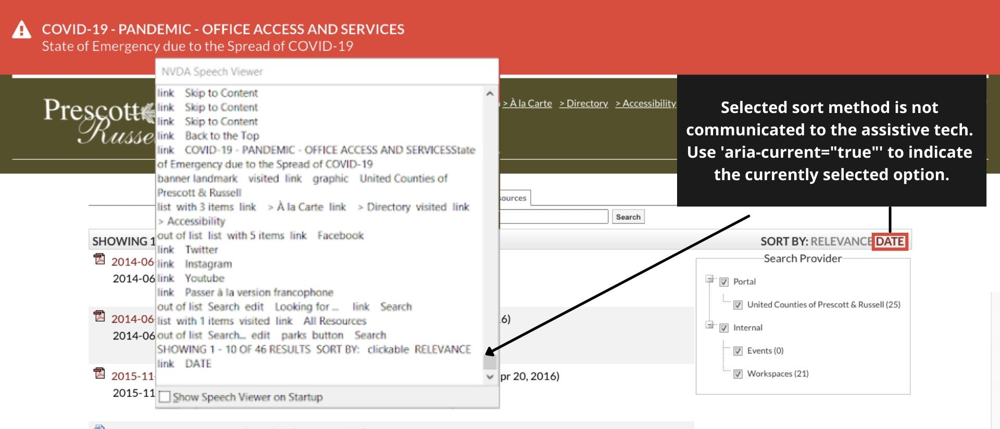 COVID-19 - PANDEMIC - OFFICE ACCESS AND SERVICES
State of Emergency due to the Spread of COVID-19
NVDA Speech Viewer
link Skip to Content
link Skip to Content
link Skip to Content
link Back to the Top
link COVID-19 - PANDEMIC - OFFICE ACCESS AND SERVICESState
of Emergency due to the Spread of COVID-19
banner landmark visited link graphic United Counties of
Prescott & Russell
list with 3 items link > À la Carte link > Directory visited link
> Accessibility
out of list list with 5 items link Facebook
link Twitter
link Instagram
link Youtube
link Passer à la version francophone
out of list Search edit Looking for ... link Search
list with 1 items visited link All Resources
out of list Search... edit parks button Search
SHOWING 1 - 10 OF 46 RESULTS SORT BY: clickable RELEVANCE
link DATE
Show Speech Viewer on Startup
Prescott
Russe
> À la Carte > Directory > Accessibility
Selected sort method is not
communicated to the assistive tech.
Use 'aria-current="true"' to indicate
the currently selected option.
ources
Search
SHOWING 1
SORT BY: RELEVANCE DATE
2014-06-
2014-06
2014-06-
6)
2014-06
2015-11-
pr 20, 2016)
2015-11
Search Provider
Portal
United Counties of Prescott & Russell (25)
Internal
Events (0)
Workspaces (21)